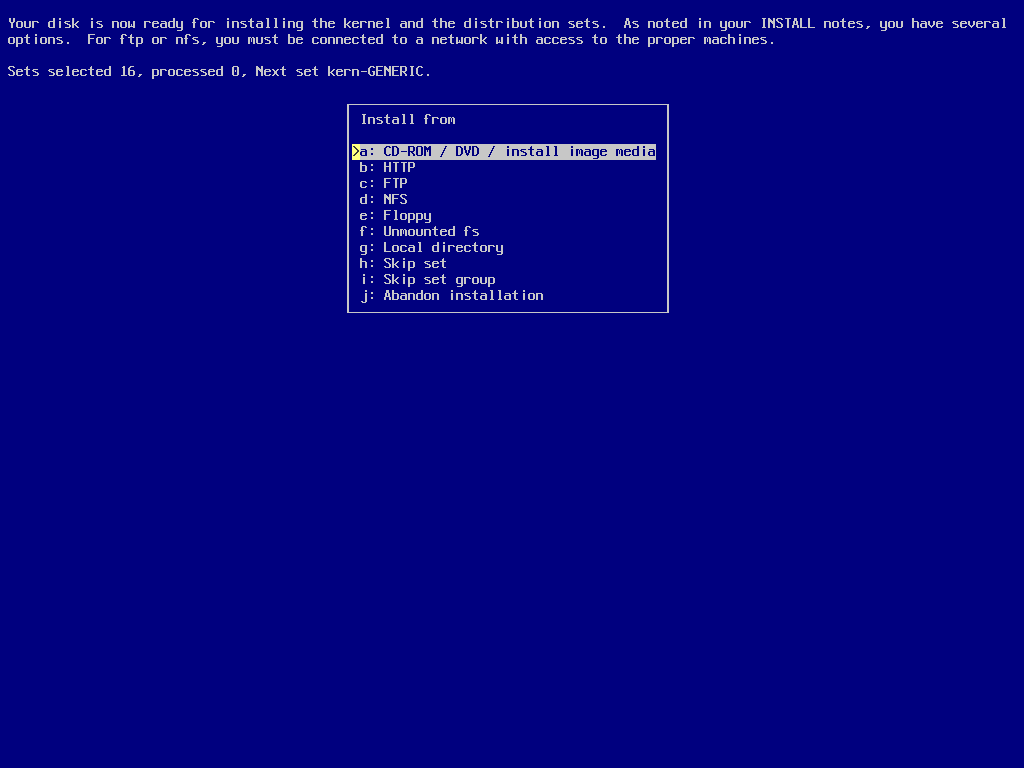 Your disk is now ready for installing the kernel and the distribution sets.  As noted in your INSTALL notes, you have several
options.  For ftp or nfs, you must be connected to a network with access to the proper machines.
Sets selected 16, processed 0, Next set kern-GENERIC.
Install from
>a: CD-ROM / DVD / install image media
b: HTTP
c: FTP
d: NFS
e: Floppy
f: Unmounted fs
g: Local directory
h: Skip set
i: Skip set group
j: Abandon installation